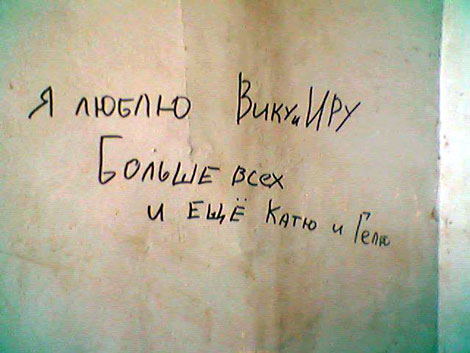 Я люблю Вику и Иру
Больше всех
и ещё Катю и Гелю